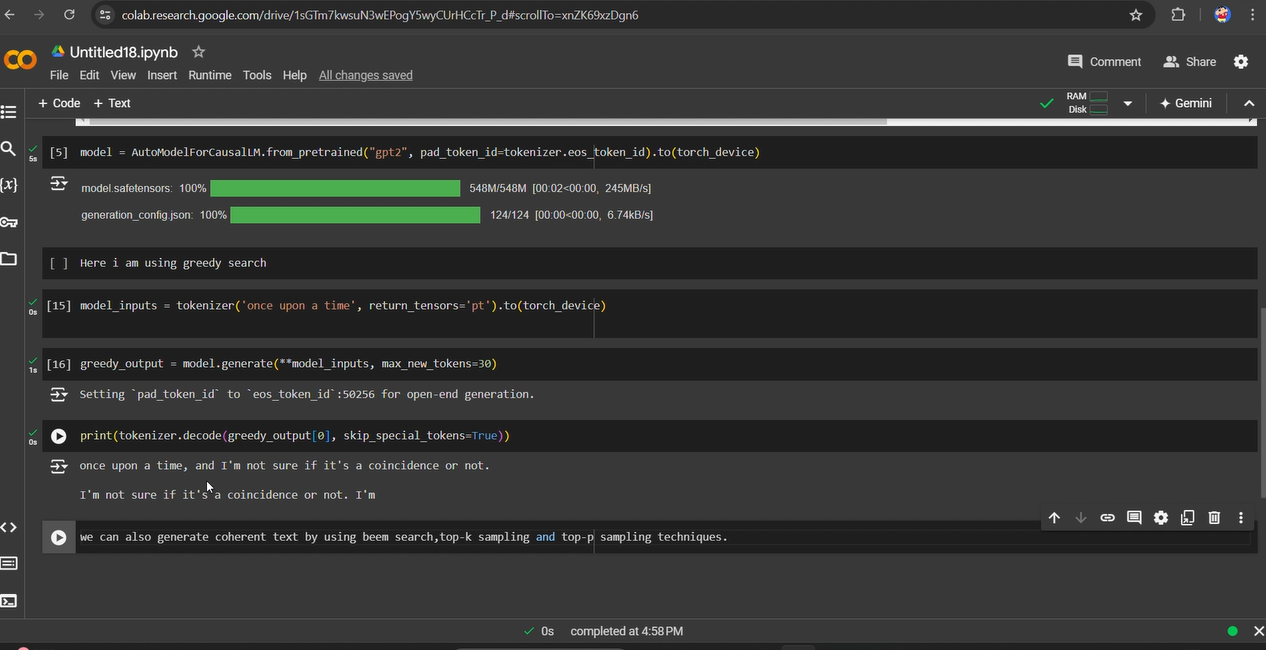 colab.research.google.com/drive/1sGTm7kwsuN3wEPogY5wyCUrHCcTr_P_d#scrollTo=xnZK69xzDgn6
CO
Untitled18.ipynb
Comment
Share
File Edit View Insert Runtime Tools Help All changes saved
+ Code + Text
RAM
Disk
Gemini
[5] model = AutoModelForCausalLM.from_pretrained("gpt2", pad_token_id=tokenizer.eos_token_id).to(torch_device)
5s
model.safetensors: 100% 548M/548M [00:02<00:00, 245MB/s]
generation_config.json: 100% 124/124 [00:00<00:00, 6.74kB/s]
[ ] Here i am using greedy search
[15] model_inputs = tokenizer('once upon a time', return_tensors='pt').to(torch_device)
0s
[16] greedy_output = model.generate(**model_inputs, max_new_tokens=30)
1s
Setting `pad_token_id` to `eos_token_id`:50256 for open-end generation.
print(tokenizer.decode(greedy_output[0], skip_special_tokens=True))
0s
once upon a time, and I'm not sure if it's a coincidence or not.
I'm not sure if it's a coincidence or not. I'm
we can also generate coherent text by using beem search,top-k sampling and top-p sampling techniques.
0s completed at 4:58 PM